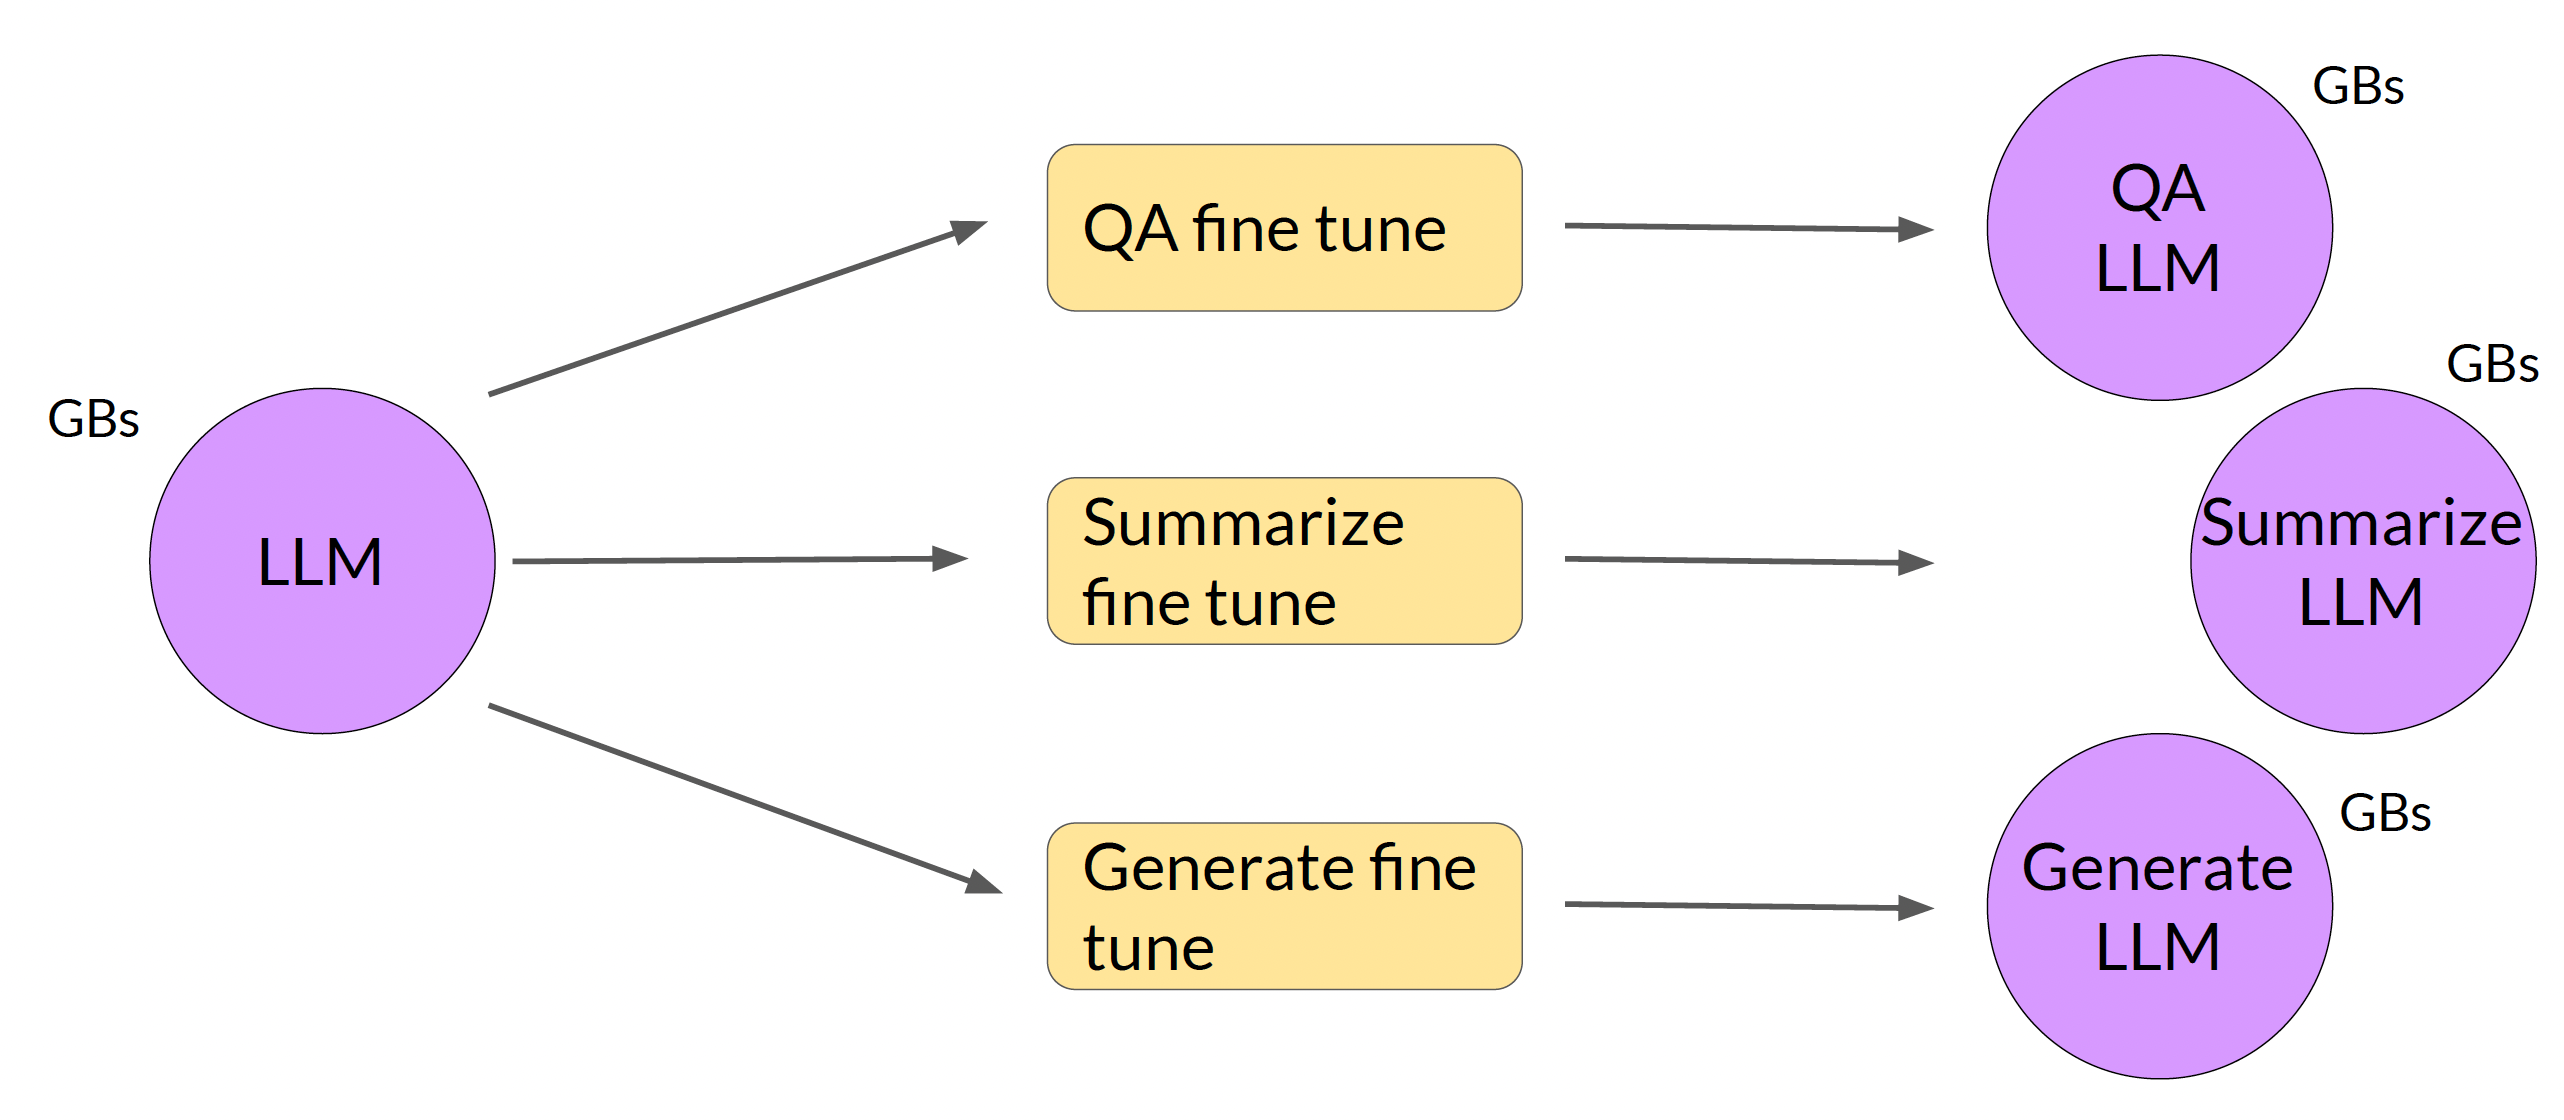 GBs
LLM
QA fine tune
Summarize
fine tune
Generate fine
tune
GBs
QA
LLM
GBs
Summarize
LLM
GBs
Generate
LLM